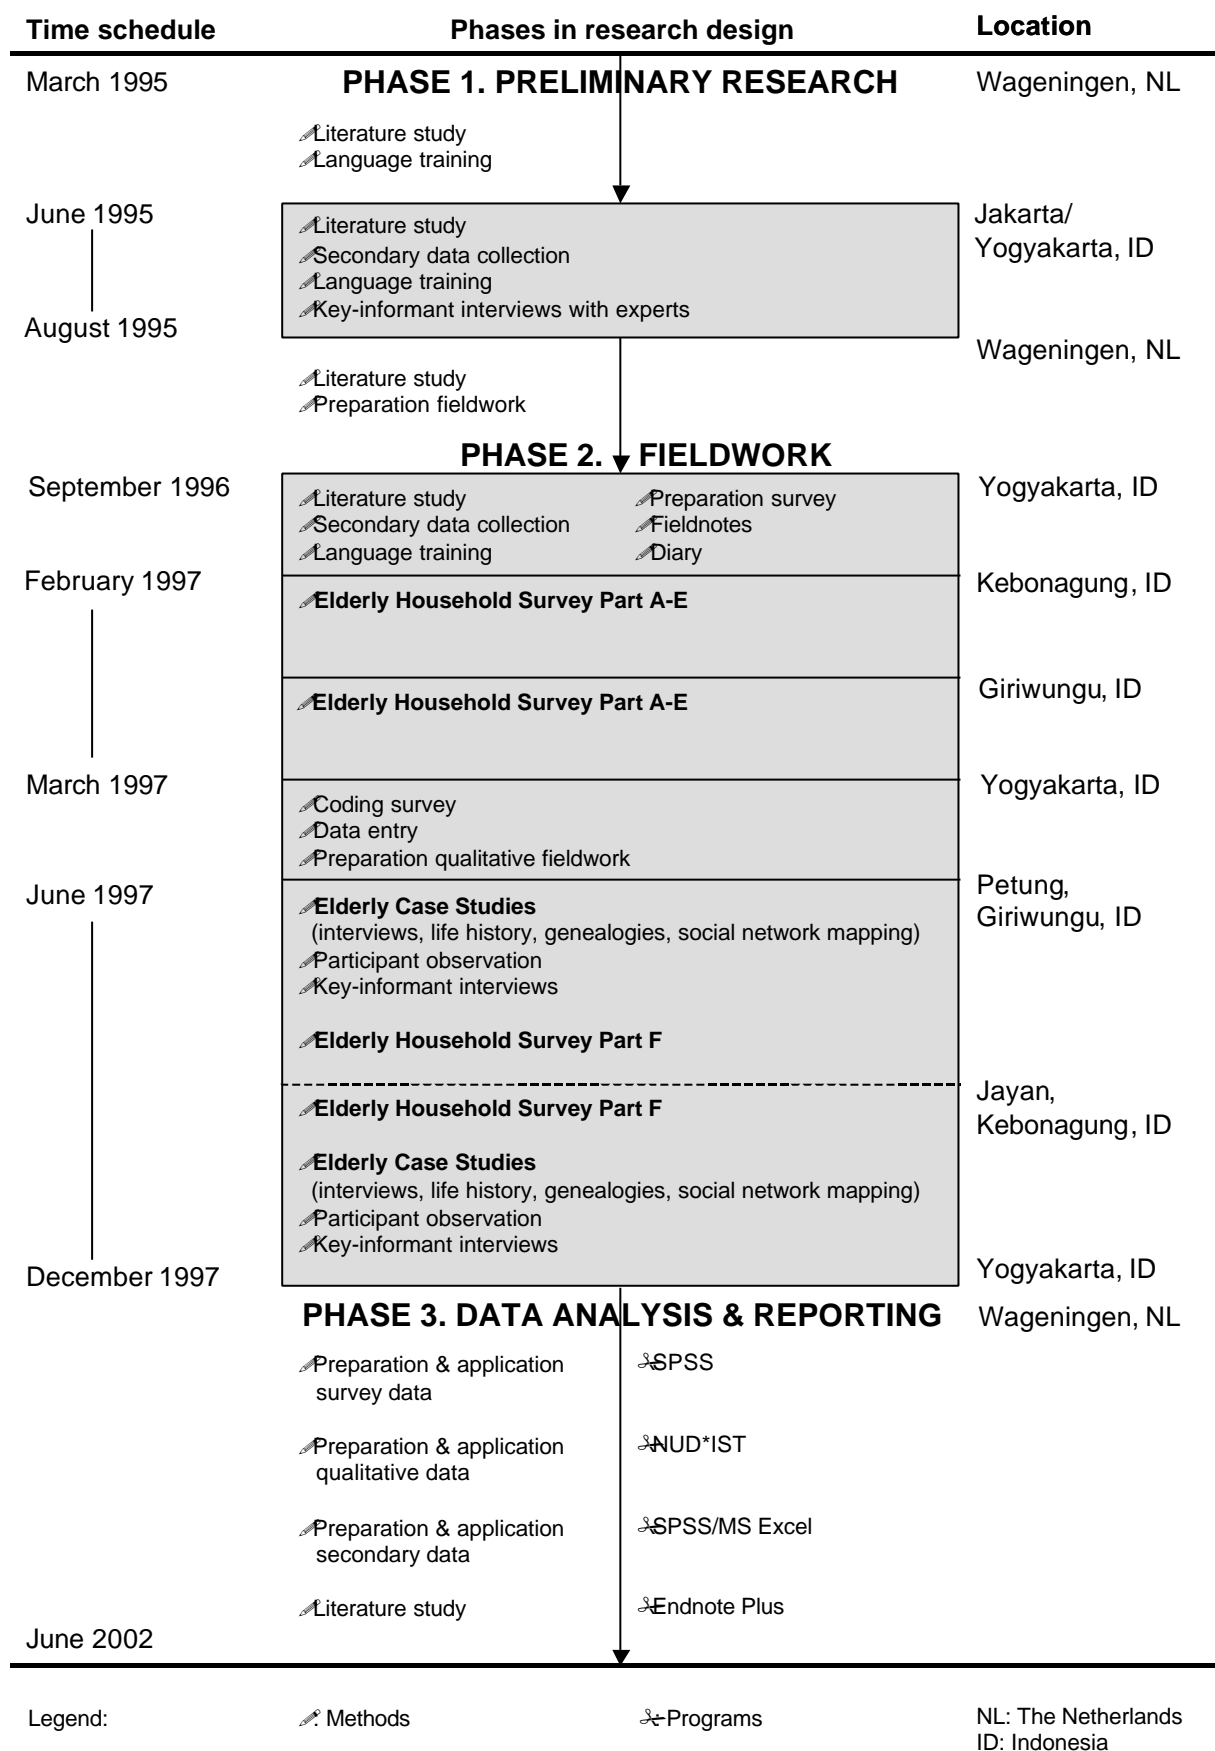 Time schedule
Phases in research design
Location
March 1995
PHASE 1. PRELIMINARY RESEARCH
Wageningen, NL
Literature study
Language training
June 1995
Jakarta/
Yogyakarta, ID
Literature study
Secondary data collection
Language training
Key-informant interviews with experts
August 1995
Wageningen, NL
Literature study
Preparation fieldwork
PHASE 2. FIELDWORK
September 1996
Yogyakarta, ID
Literature study
Preparation survey
Secondary data collection
Fieldnotes
Language training
Diary
February 1997
Kebonagung, ID
Elderly Household Survey Part A-E
Giriwungu, ID
Elderly Household Survey Part A-E
March 1997
Yogyakarta, ID
Coding survey
Data entry
Preparation qualitative fieldwork
June 1997
Petung,
Giriwungu, ID
Elderly Case Studies
(interviews, life history, genealogies, social network mapping)
Participant observation
Key-informant interviews
Elderly Household Survey Part F
Jayan,
Kebonagung, ID
Elderly Household Survey Part F
Elderly Case Studies
(interviews, life history, genealogies, social network mapping)
Participant observation
Key-informant interviews
December 1997
Yogyakarta, ID
PHASE 3. DATA ANALYSIS & REPORTING
Wageningen, NL
Preparation & application
survey data
SPSS
Preparation & application
qualitative data
NUD*IST
Preparation & application
secondary data
SPSS/MS Excel
Literature study
Endnote Plus
June 2002
Legend:
: Methods
: Programs
NL: The Netherlands
ID: Indonesia